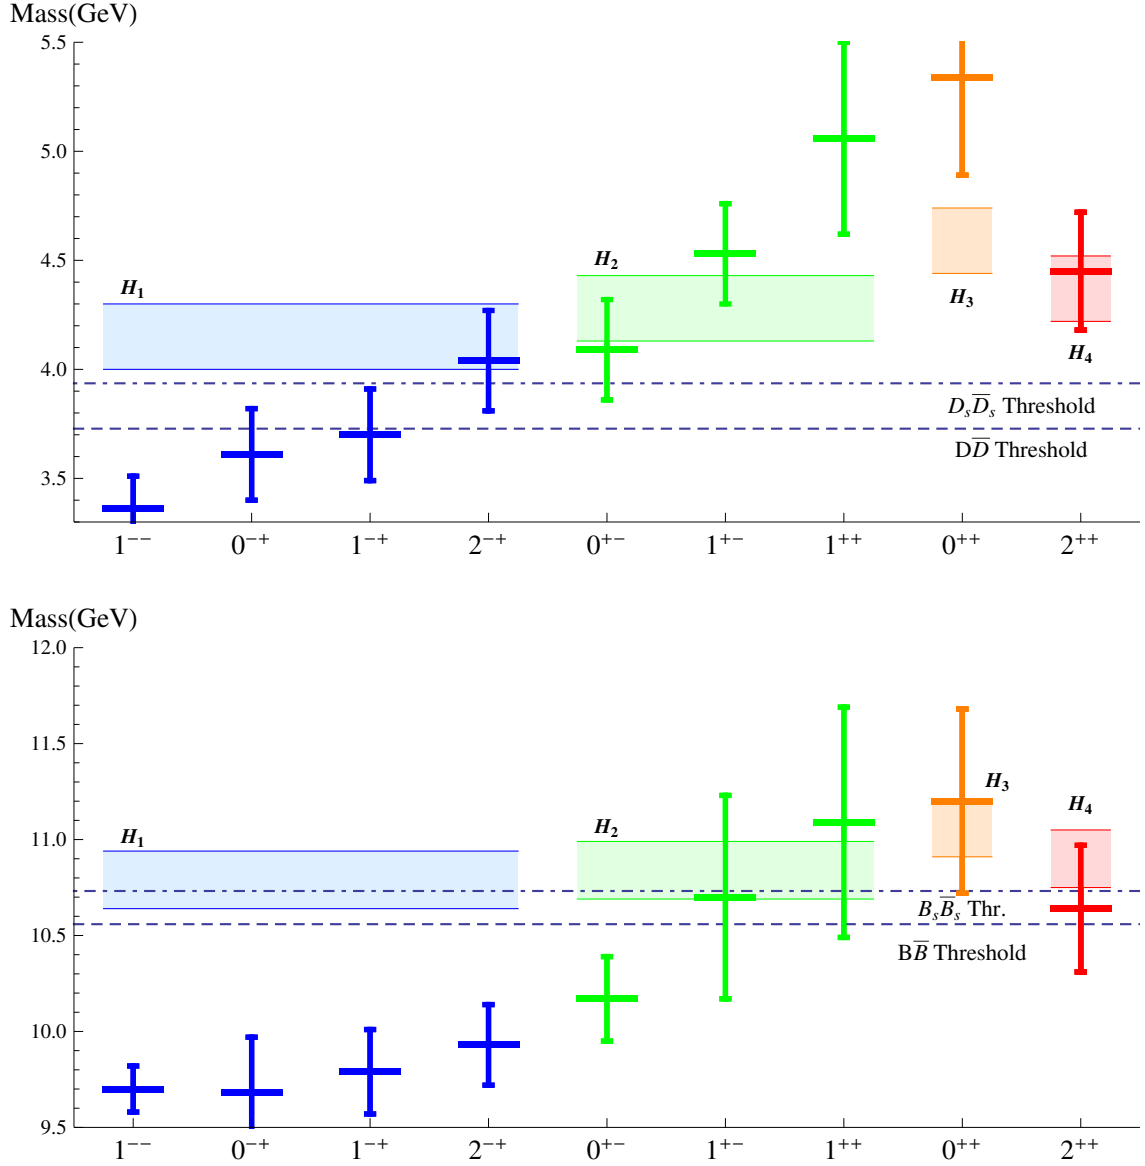 Mass(GeV)
5.5
5.0
4.5
4.0
3.5
H₁
H₂
H₃
H₄
DₛD̅ₛ Threshold
DD̅ Threshold
1⁻⁻ 0⁻⁺ 1⁻⁺ 2⁻⁺ 0⁺⁻ 1⁺⁻ 1⁺⁺ 0⁺⁺ 2⁺⁺
Mass(GeV)
12.0
11.5
11.0
10.5
10.0
9.5
H₁
H₂
H₃
H₄
BₛB̅ₛ Thr.
BB̅ Threshold
1⁻⁻ 0⁻⁺ 1⁻⁺ 2⁻⁺ 0⁺⁻ 1⁺⁻ 1⁺⁺ 0⁺⁺ 2⁺⁺